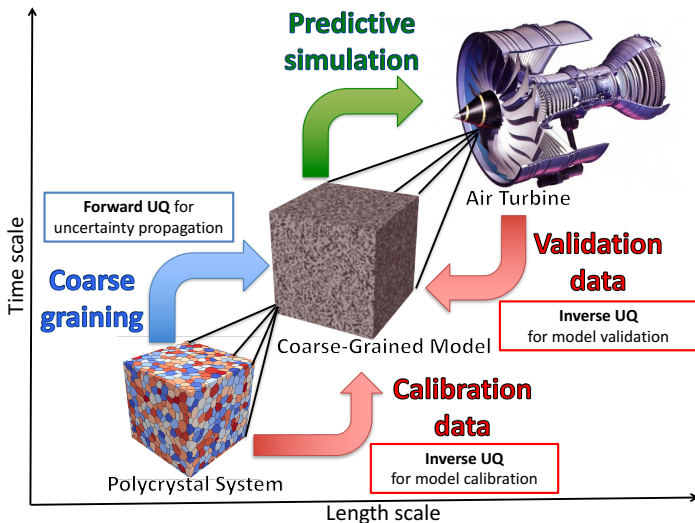 Predictive
simulation
Air Turbine
Forward UQ for
uncertainty propagation
Time scale
Coarse
graining
Validation
data
Inverse UQ
for model validation
Coarse-Grained Model
Calibration
data
Inverse UQ
for model calibration
Polycrystal System
Length scale